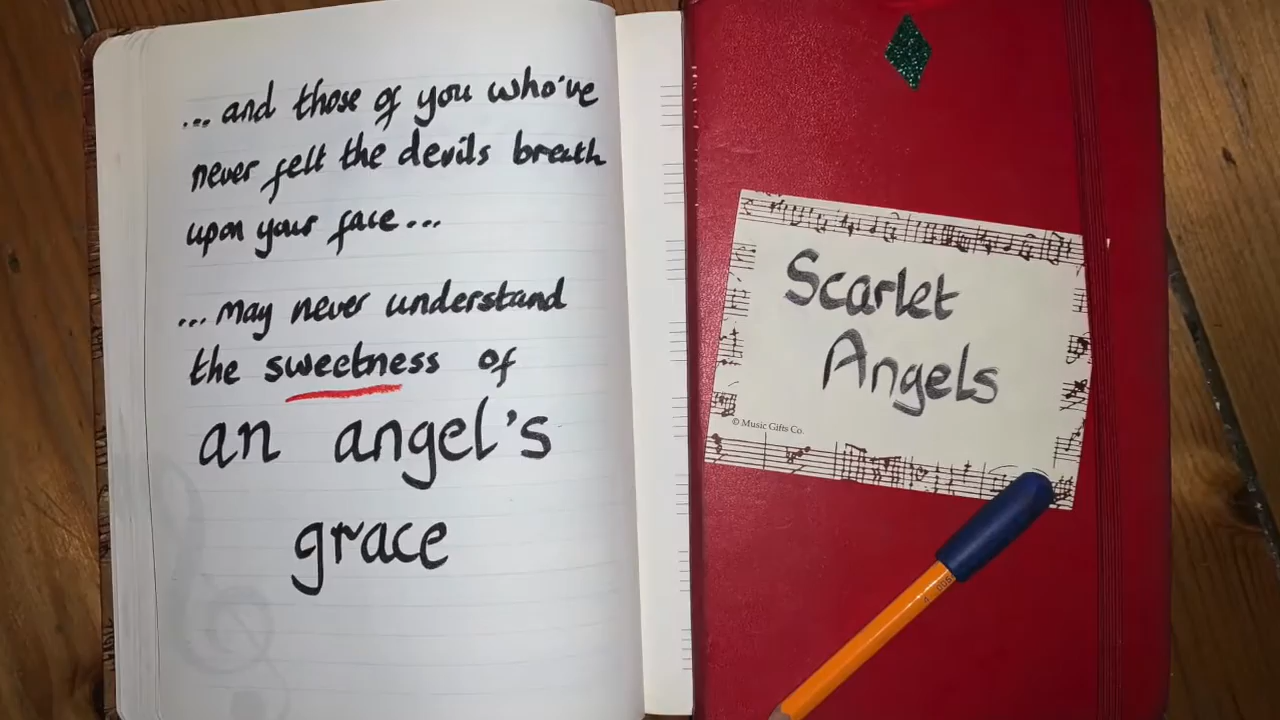 ... and those of you who've
never felt the devils breath
upon your face...
...may never understand
the sweetness of
an angel's
grace
Scarlet
Angels
© Music Gifts Co.